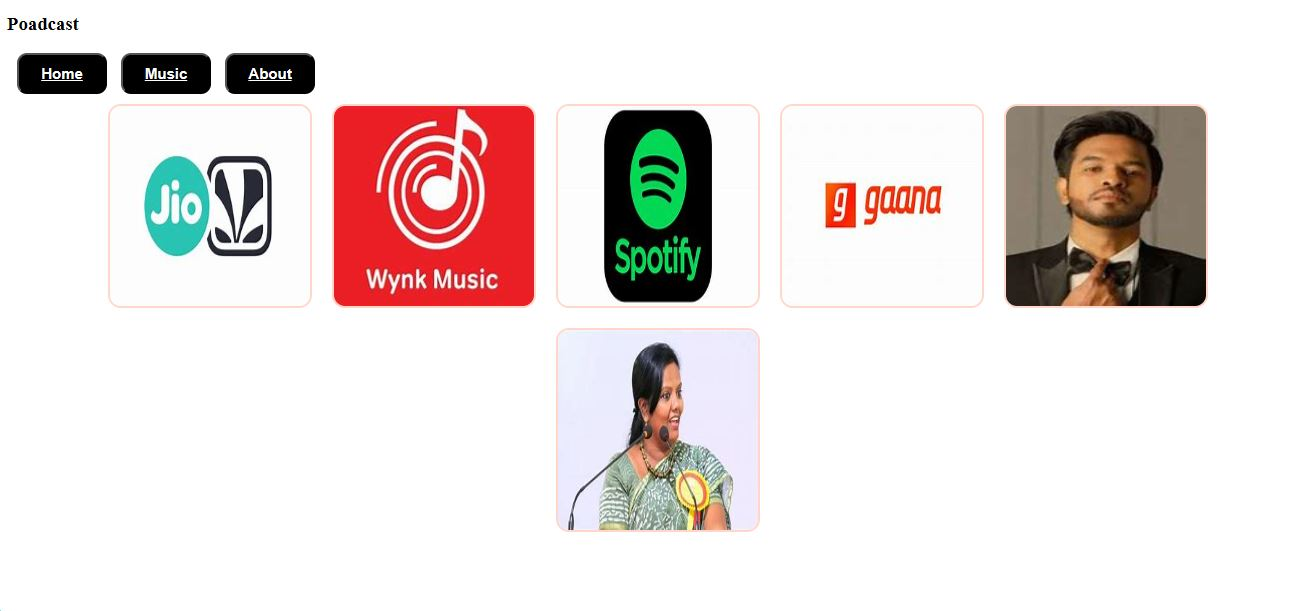 Poadcast
Home
Music
About
Jio
Wynk Music
Spotify
g gaana